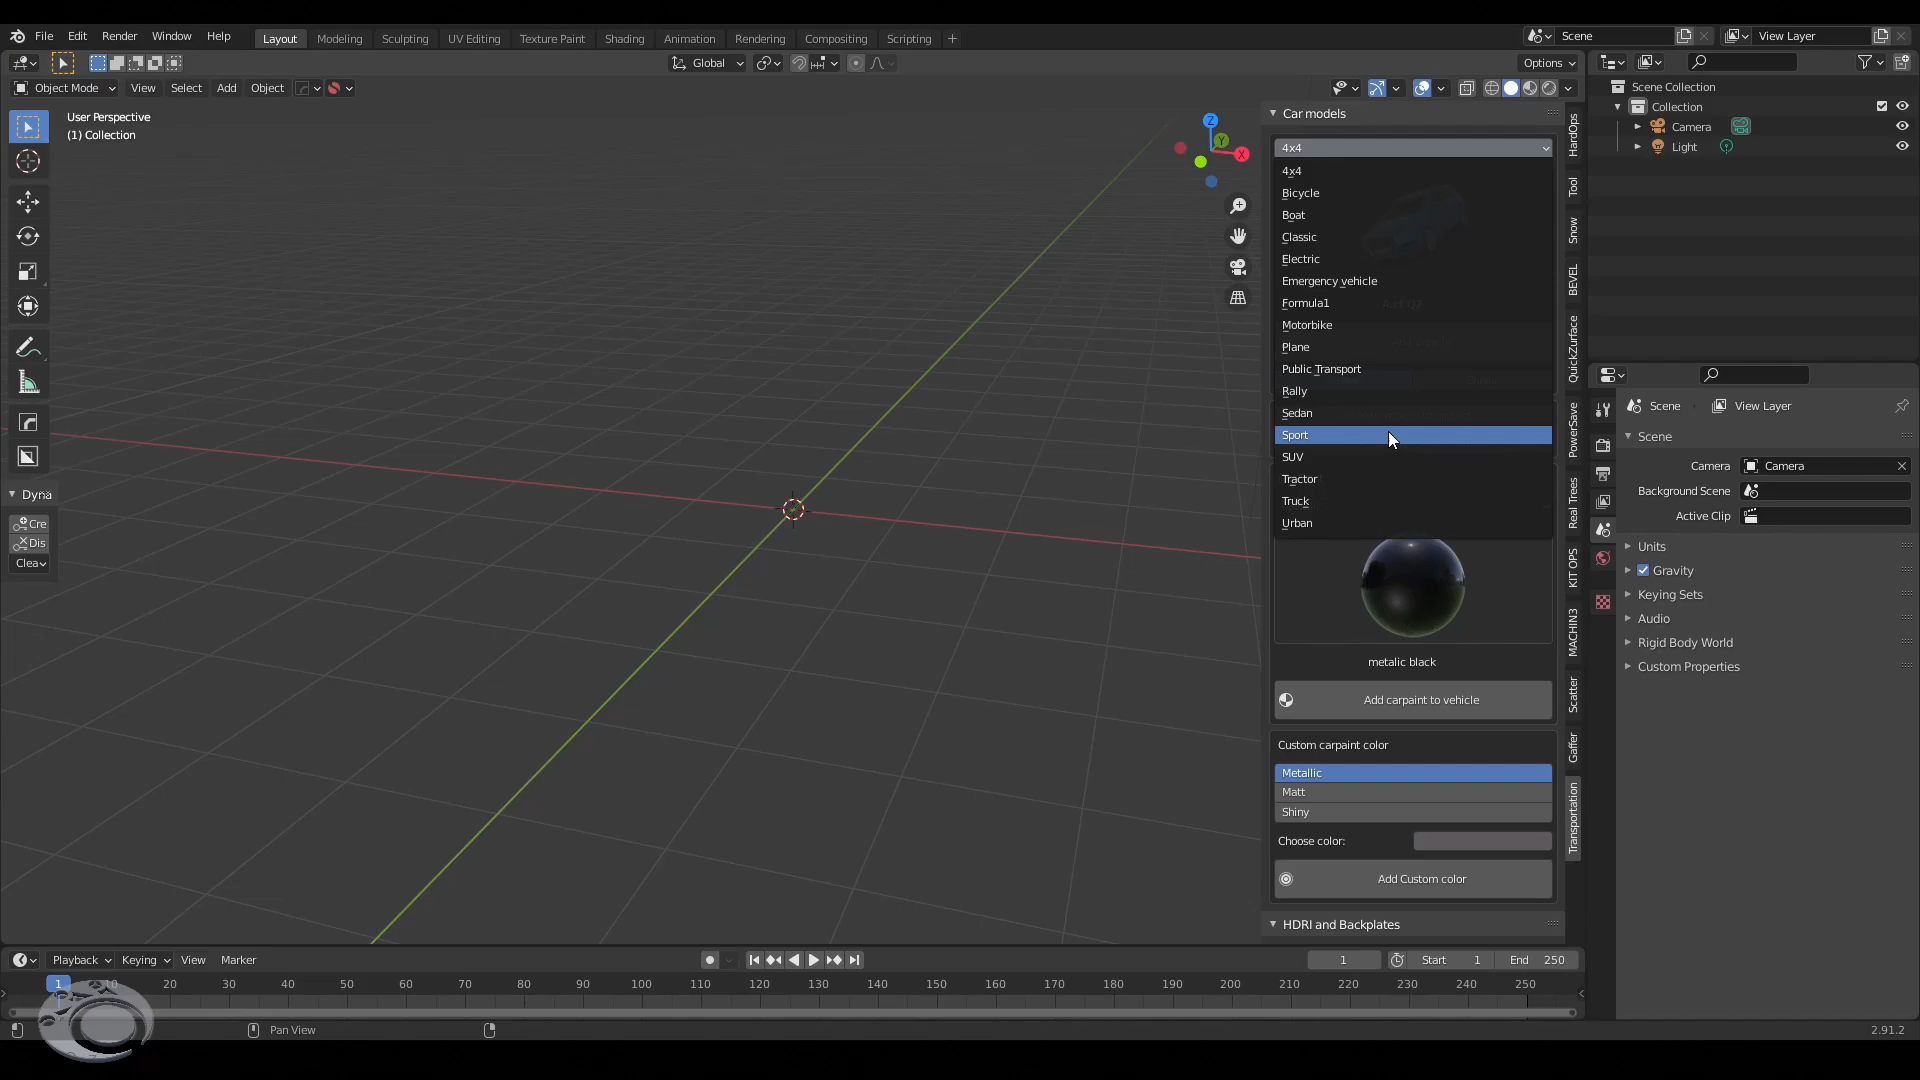 File Edit Render Window Help
Layout Modeling Sculpting UV Editing Texture Paint Shading Animation Rendering Compositing Scripting +
Scene View Layer
Global Options
Object Mode View Select Add Object
User Perspective
(1) Collection
Z
Y
X
Dyna
Cre
Dis
Clea
Car models
4x4
4x4
Bicycle
Boat
Classic
Electric
Emergency vehicle
Formula1
Motorbike
Plane
Public Transport
Rally
Sedan
Sport
SUV
Tractor
Truck
Urban
metalic black
Add carpaint to vehicle
Custom carpaint color
Metallic
Matt
Shiny
Choose color:
Add Custom color
HDRI and Backplates
HardOps
Tool
Snow
BEVEL
QuickZurface
PowerSave
Real Trees
KIT OPS
MACHIN3
Scatter
Gaffer
Transportation
Scene Collection
Collection
Camera
Light
Scene View Layer
Scene
Camera Camera
Background Scene
Active Clip
Units
Gravity
Keying Sets
Audio
Rigid Body World
Custom Properties
Playback Keying View Marker
1 Start 1 End 250
1 10 20 30 40 50 60 70 80 90 100 110 120 130 140 150 160 170 180 190 200 210 220 230 240 250
Pan View
2.91.2